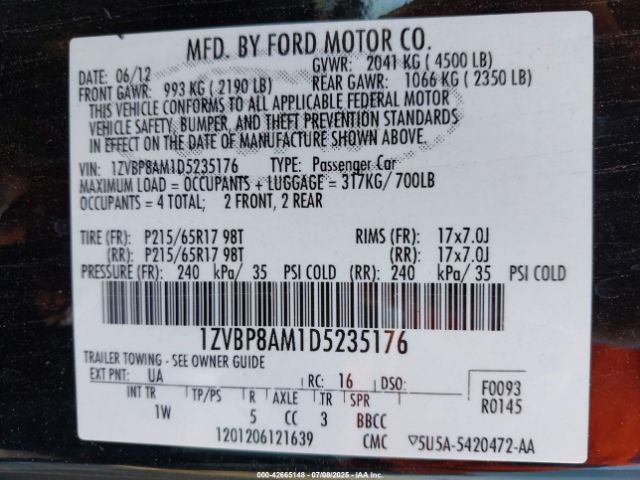 MFD. BY FORD MOTOR CO.
DATE: 06/12 GVWR: 2041 KG ( 4500 LB)
FRONT GAWR: 993 KG ( 2190 LB) REAR GAWR: 1066 KG ( 2350 LB)
THIS VEHICLE CONFORMS TO ALL APPLICABLE FEDERAL MOTOR
VEHICLE SAFETY, BUMPER, AND THEFT PREVENTION STANDARDS
IN EFFECT ON THE DATE OF MANUFACTURE SHOWN ABOVE.
VIN: 1ZVBP8AM1D5235176 TYPE: Passenger Car
MAXIMUM LOAD = OCCUPANTS + LUGGAGE = 317KG/ 700LB
OCCUPANTS = 4 TOTAL; 2 FRONT, 2 REAR
TIRE (FR): P215/65R17 98T RIMS (FR): 17x7.0J
(RR): P215/65R17 98T (RR): 17x7.0J
PRESSURE (FR): 240 kPa/ 35 PSI COLD (RR): 240 kPa/ 35 PSI COLD
1ZVBP8AM1D5235176
TRAILER TOWING - SEE OWNER GUIDE
EXT PNT: UA RC: 16 DSO: F0093
INT TR TP/PS R AXLE TR SPR R0145
1W 5 CC 3 BBCC
1201206121639 CMC ▽5U5A-5420472-AA
© (OWNER) - 42665148 - 07/08/2025 - IAAI.COM